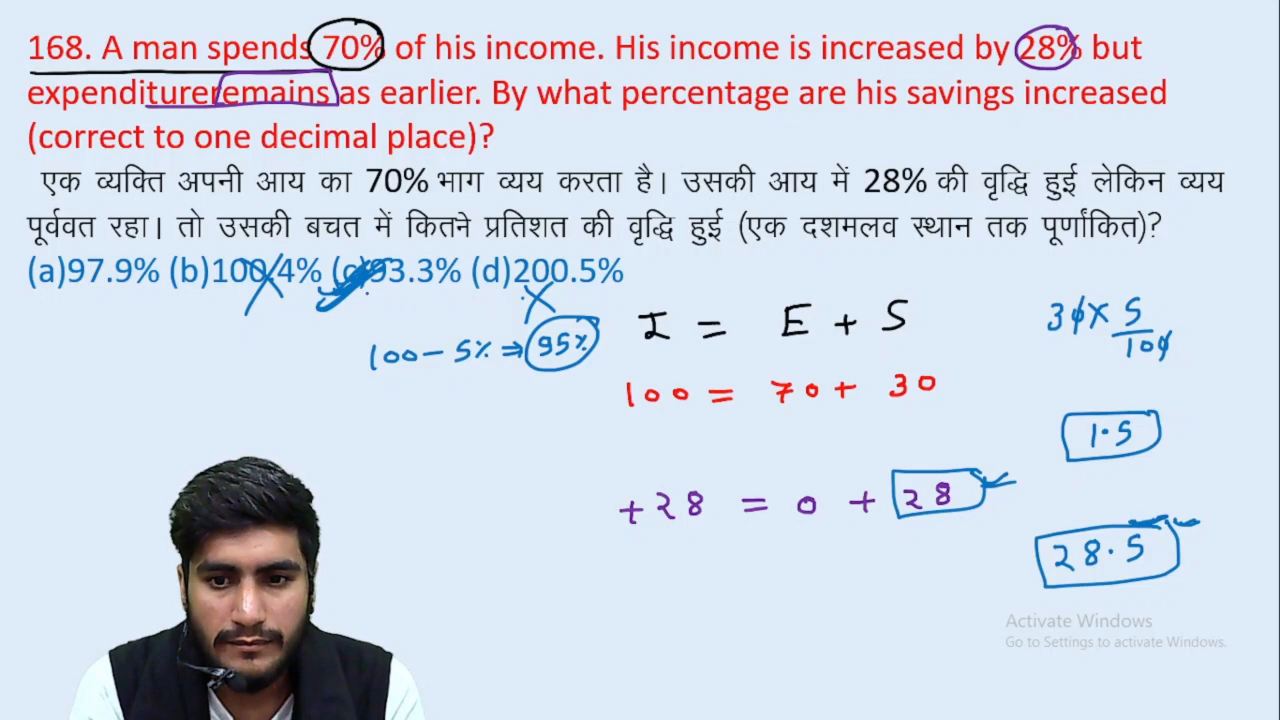 168. A man spends 70% of his income. His income is increased by 28% but
expenditureremains as earlier. By what percentage are his savings increased
(correct to one decimal place)?
एक व्यक्ति अपनी आय का 70% भाग व्यय करता है। उसकी आय में 28% की वृद्धि हुई लेकिन व्यय
पूर्ववत रहा। तो उसकी बचत में कितने प्रतिशत की वृद्धि हुई (एक दशमलव स्थान तक पूर्णांकित)?
(a)97.9% (b)100.4% (c)93.3% (d)200.5%
I = E + S
30 × 5/100
100 - 5% ⇒ 95%
100 = 70 + 30
1.5
+28 = 0 + 28
28.5
Activate Windows
Go to Settings to activate Windows.